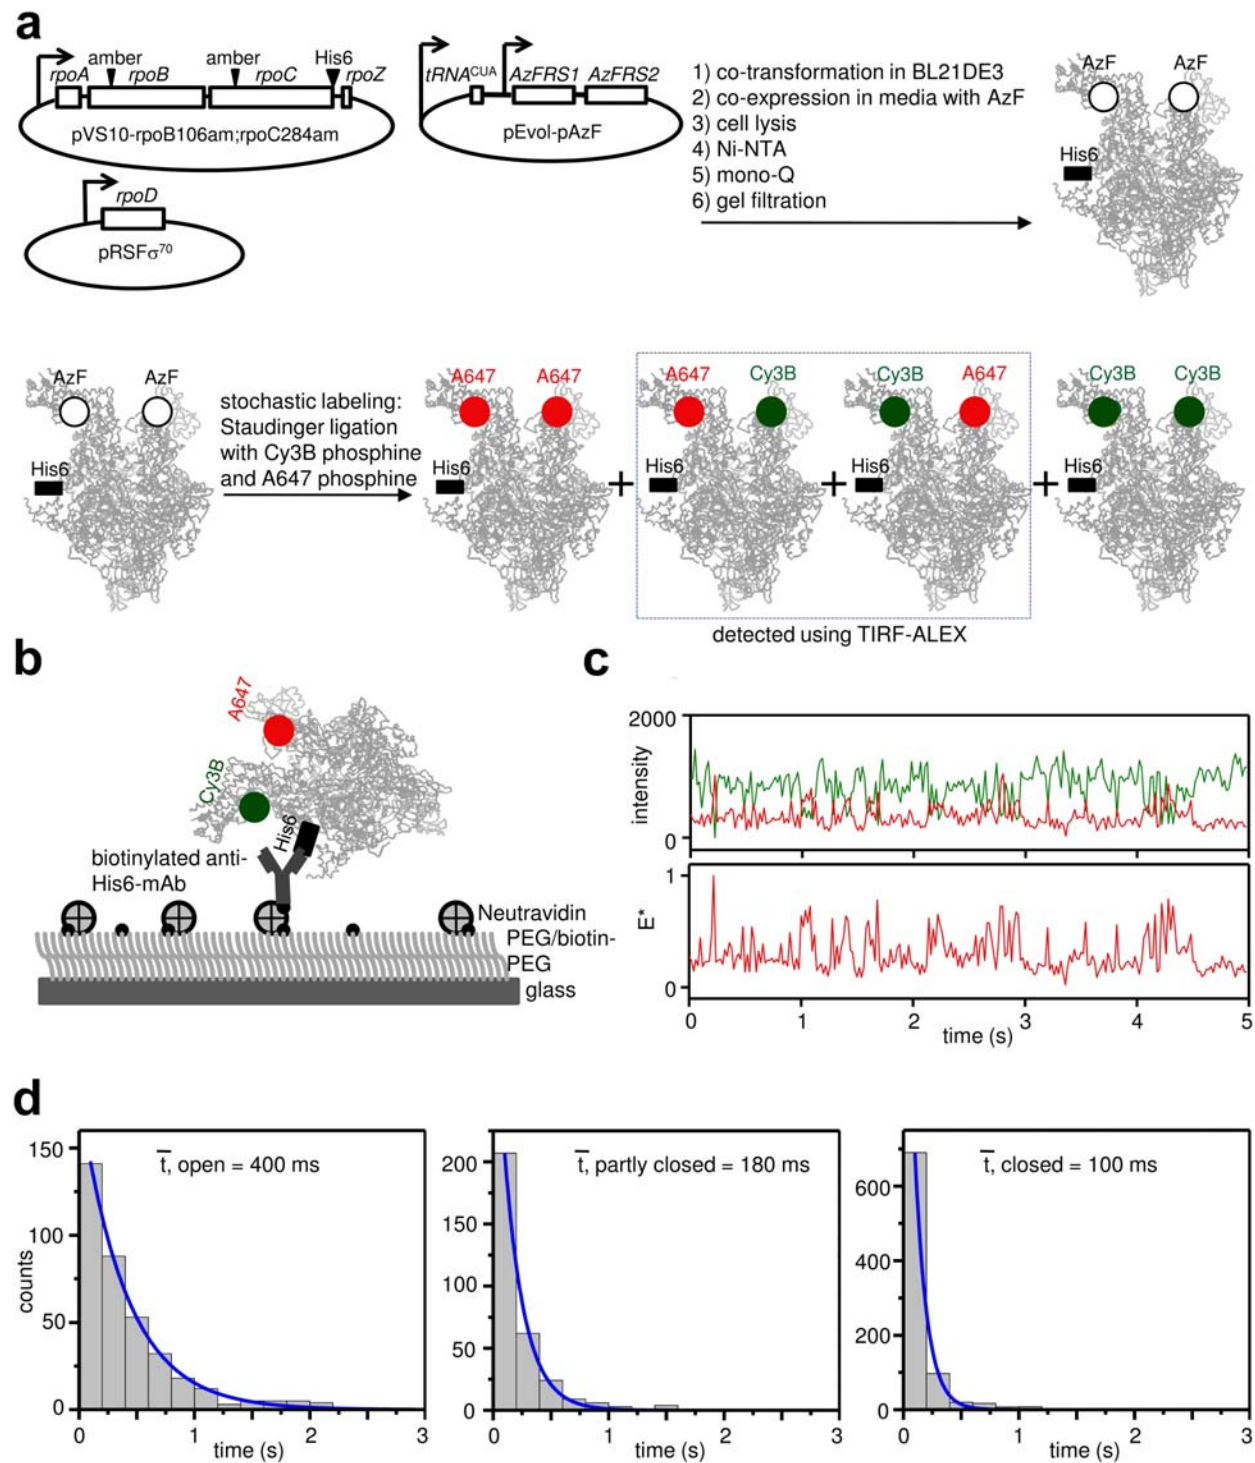 a
amber amber His6
rpoA rpoB rpoC rpoZ
pVS10-rpoB106am;rpoC284am
tRNA^CUA AzFRS1 AzFRS2
pEvol-pAzF
rpoD
pRSFσ⁷⁰
1) co-transformation in BL21DE3
2) co-expression in media with AzF
3) cell lysis
4) Ni-NTA
5) mono-Q
6) gel filtration
AzF AzF
His6
AzF AzF
His6
stochastic labeling:
Staudinger ligation
with Cy3B phosphine
and A647 phosphine
A647 A647
His6
+
A647 Cy3B
His6
+
Cy3B A647
His6
+
Cy3B Cy3B
His6
detected using TIRF-ALEX
b
A647
Cy3B
His6
biotinylated anti-
His6-mAb
Neutravidin
PEG/biotin-
PEG
glass
c
2000
intensity
0
1
E*
0
0 1 2 3 4 5
time (s)
d
150
100
50
0
counts
t, open = 400 ms
0 1 2 3
time (s)
200
150
100
50
0
t, partly closed = 180 ms
0 1 2 3
time (s)
600
400
200
0
t, closed = 100 ms
0 1 2 3
time (s)